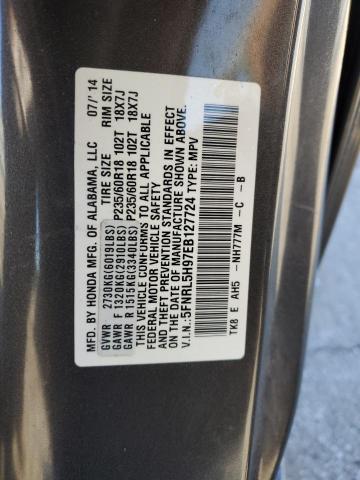 MFG. BY HONDA MFG. OF ALABAMA, LLC 07/'14
TIRE SIZE RIM SIZE
GVWR 2730KG(6019LBS)
GAWR F 1320KG(2910LBS) P235/60R18 102T 18X7J
GAWR R 1515KG(3340LBS) P235/60R18 102T 18X7J
THIS VEHICLE CONFORMS TO ALL APPLICABLE
FEDERAL MOTOR VEHICLE SAFETY
AND THEFT PREVENTION STANDARDS IN EFFECT
ON THE DATE OF MANUFACTURE SHOWN ABOVE.
V.I.N.:5FNRL5H97EB127724 TYPE: MPV
TK8 E AH5 -NH777M -C -B